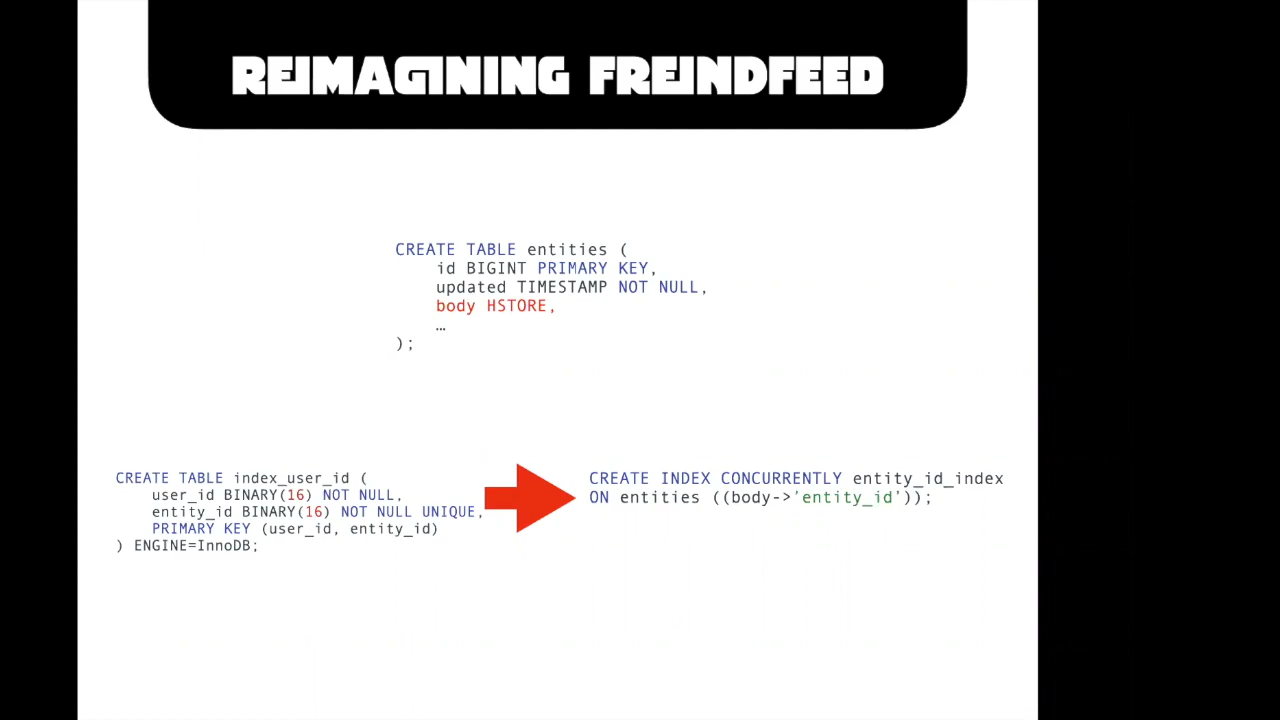 REIMAGINING FREINDFEED
CREATE TABLE entities (
id BIGINT PRIMARY KEY,
updated TIMESTAMP NOT NULL,
body HSTORE,
…
);
CREATE TABLE index_user_id (
user_id BINARY(16) NOT NULL,
entity_id BINARY(16) NOT NULL UNIQUE,
PRIMARY KEY (user_id, entity_id)
) ENGINE=InnoDB;
CREATE INDEX CONCURRENTLY entity_id_index
ON entities ((body->'entity_id'));